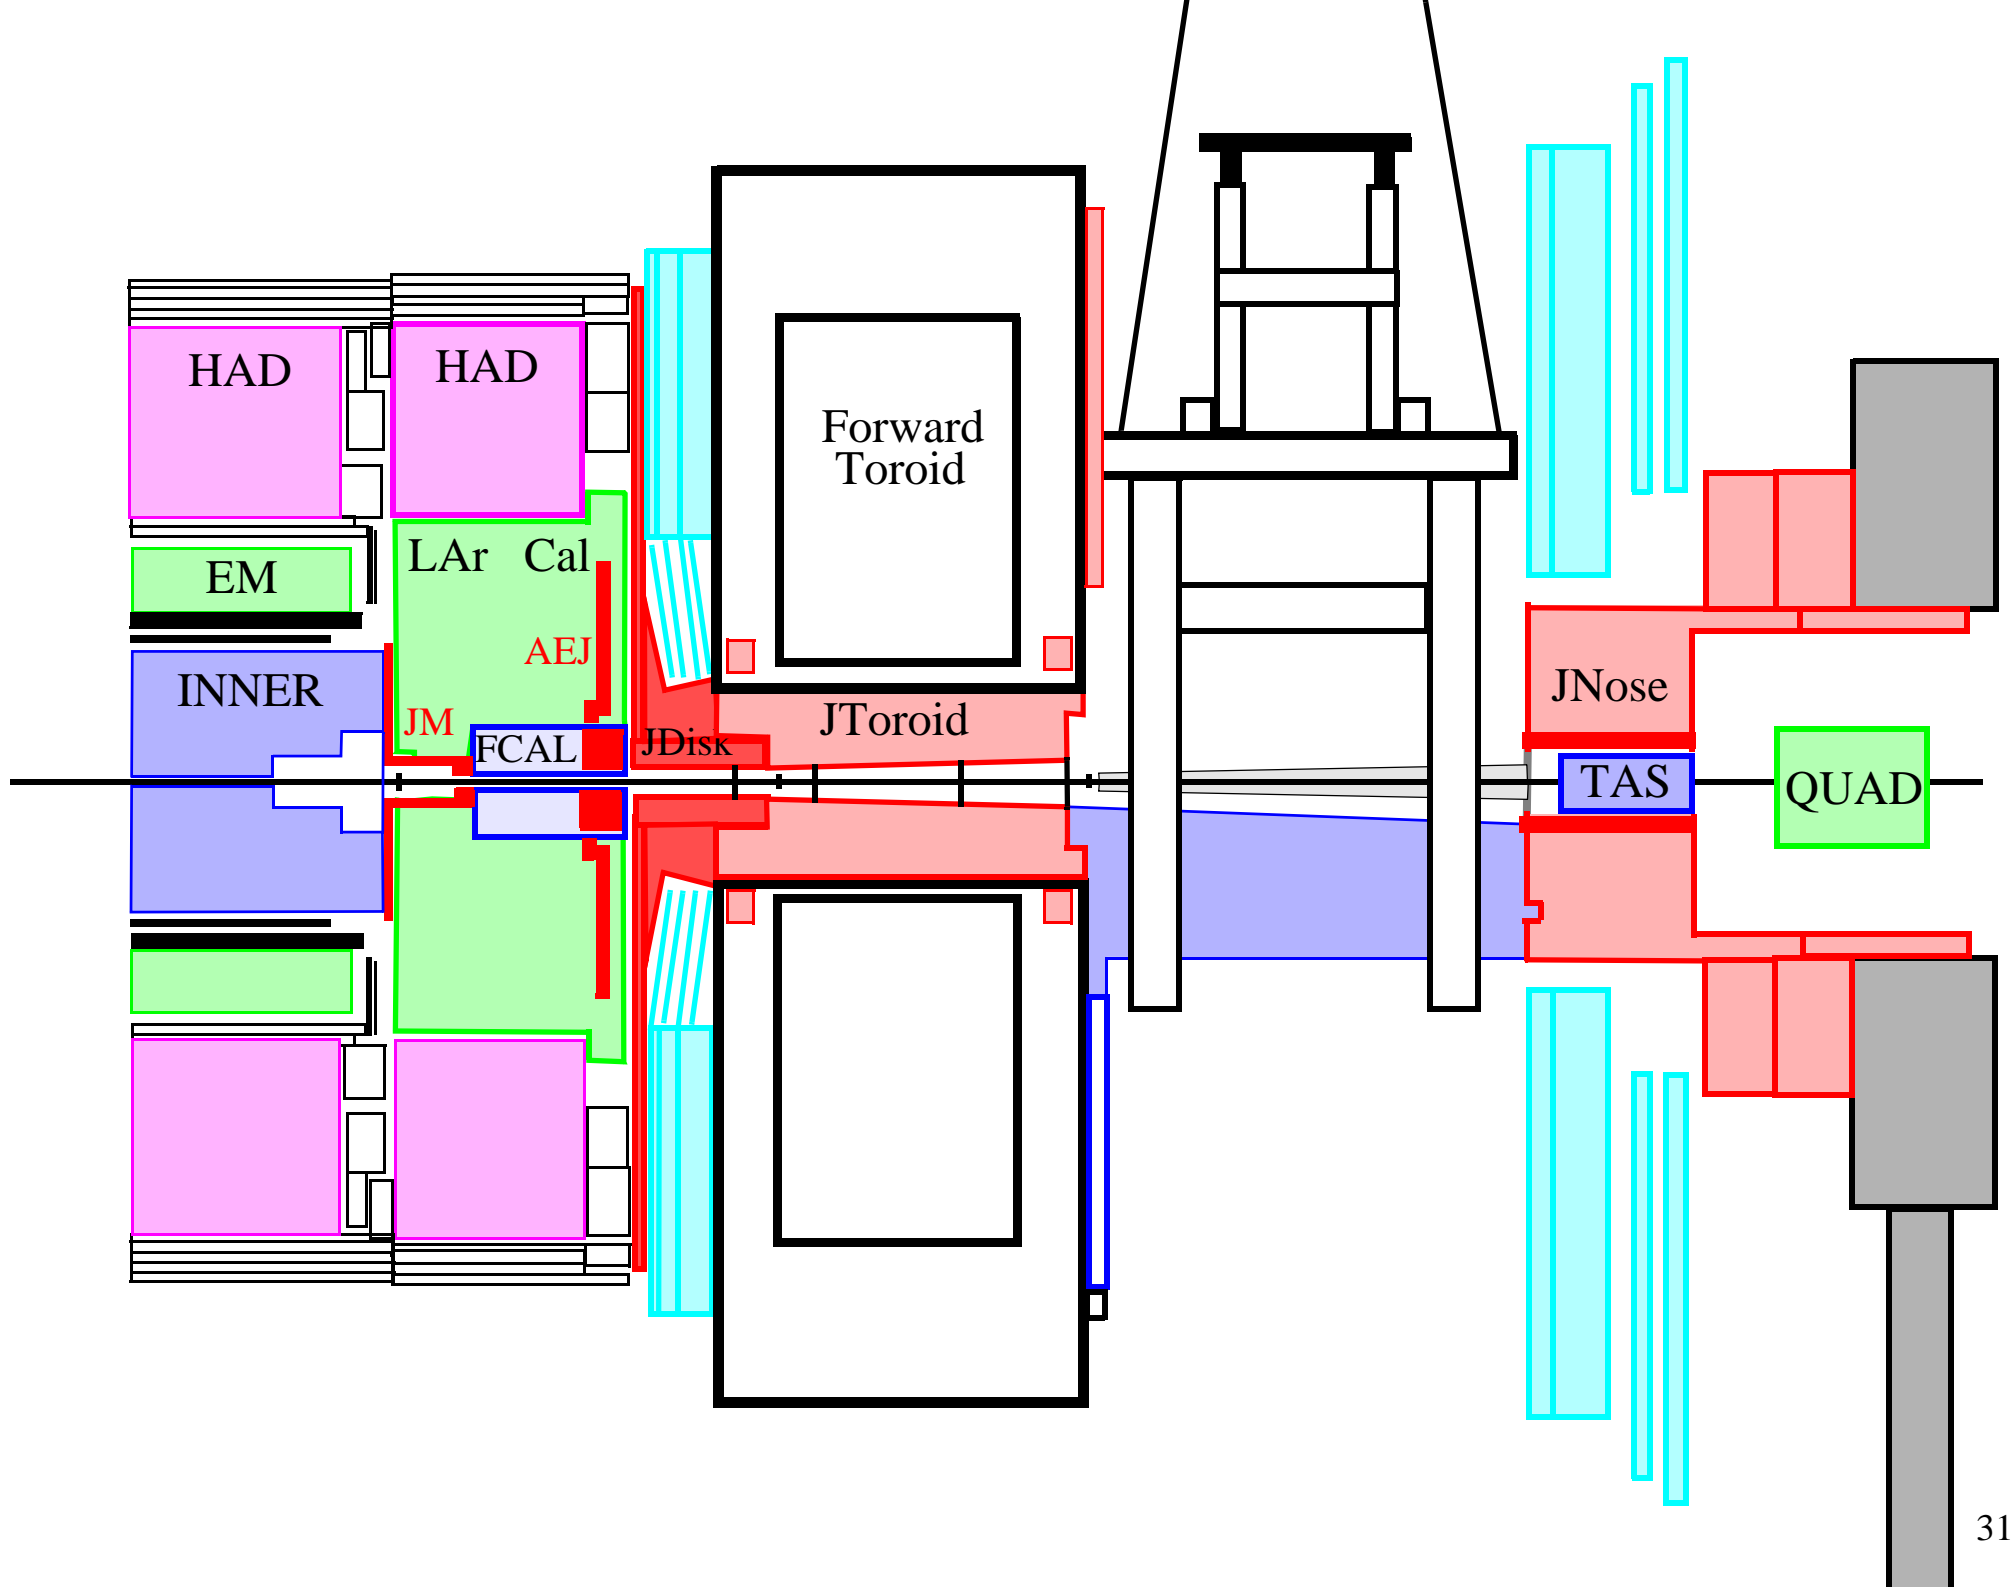 HAD
HAD
Forward
Toroid
LAr Cal
EM
AEJ
INNER
JM
FCAL
JDisk
JToroid
JNose
TAS
QUAD
31